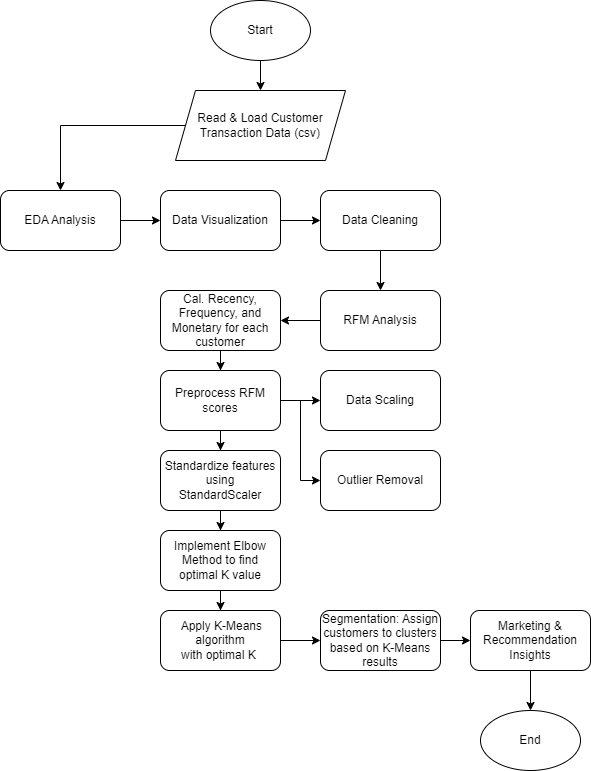 Start
Read & Load Customer
Transaction Data (csv)
EDA Analysis
Data Visualization
Data Cleaning
Cal. Recency,
Frequency, and
Monetary for each
customer
RFM Analysis
Preprocess RFM
scores
Data Scaling
Standardize features
using
StandardScaler
Outlier Removal
Implement Elbow
Method to find
optimal K value
Apply K-Means
algorithm
with optimal K
Segmentation: Assign
customers to clusters
based on K-Means
results
Marketing &
Recommendation
Insights
End